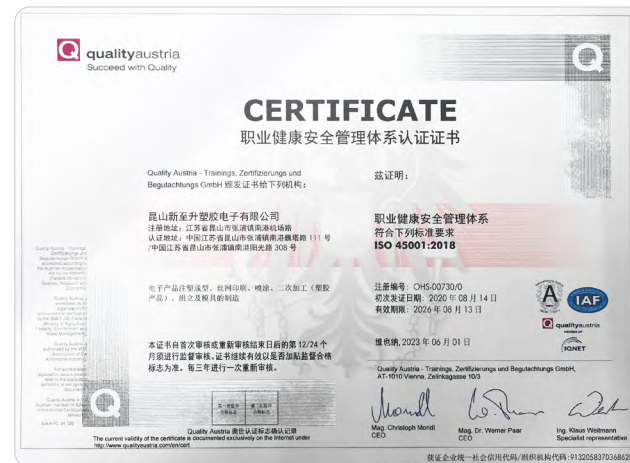 qualityaustria
Succeed with Quality
CERTIFICATE
职业健康安全管理体系认证证书
Quality Austria - Trainings, Zertifizierungs und
Begutachtungs GmbH 颁发证书给下列机构：
昆山新至升塑胶电子有限公司
注册地址：江苏省昆山市张浦镇南港机场路
认证地址：中国江苏省昆山市张浦镇南港巍塔路 111 号
/中国江苏省昆山市张浦镇南港阳光路 308 号
电子产品注塑成型、丝网印刷、喷涂、二次加工（塑胶
产品）、组立及模具的制造
本证书自首次审核或重新审核结束日后的第 12/24 个
月须进行监督审核。证书继续有效以是否加贴监督合格
标志为准。每三年进行一次重新审核。
Quality Austria 奥仕认证标志确认记录
The current validity of the certificate is documented exclusively on the Internet under
http://www.qualityaustria.com/en/cert
兹证明：
职业健康安全管理体系
符合下列标准要求
ISO 45001:2018
注册编号：OHS-00730/0
初次发证日期：2020 年 08 月 14 日
有效期限：2026 年 08 月 13 日
维也纳，2023 年 06 月 01 日
IAF
qualityaustria
IQNET
Quality Austria - Trainings, Zertifizierungs und Begutachtungs GmbH,
AT-1010 Vienna, Zelinkagasse 10/3
Mag. Christoph Mondl
CEO
Mag. Dr. Werner Paar
CEO
Ing. Klaus Weitmann
Specialist representative